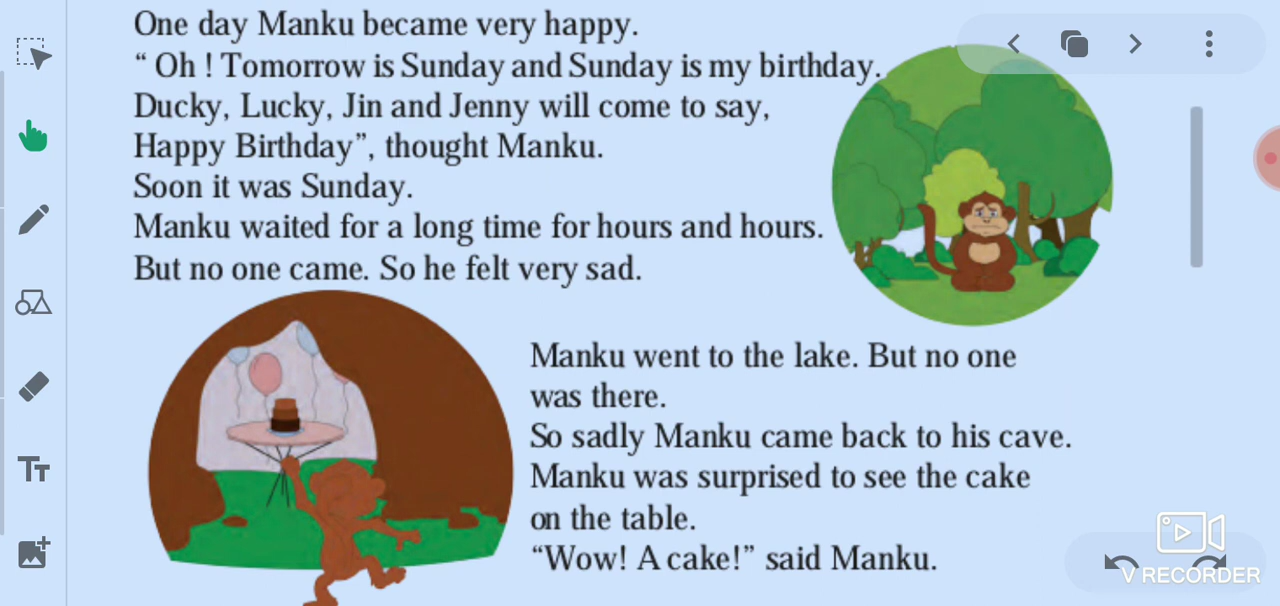 One day Manku became very happy.
“ Oh ! Tomorrow is Sunday and Sunday is my birthday.
Ducky, Lucky, Jin and Jenny will come to say,
Happy Birthday”, thought Manku.
Soon it was Sunday.
Manku waited for a long time for hours and hours.
But no one came. So he felt very sad.
Manku went to the lake. But no one
was there.
So sadly Manku came back to his cave.
Manku was surprised to see the cake
on the table.
“Wow! A cake!” said Manku.
TT
V RECORDER